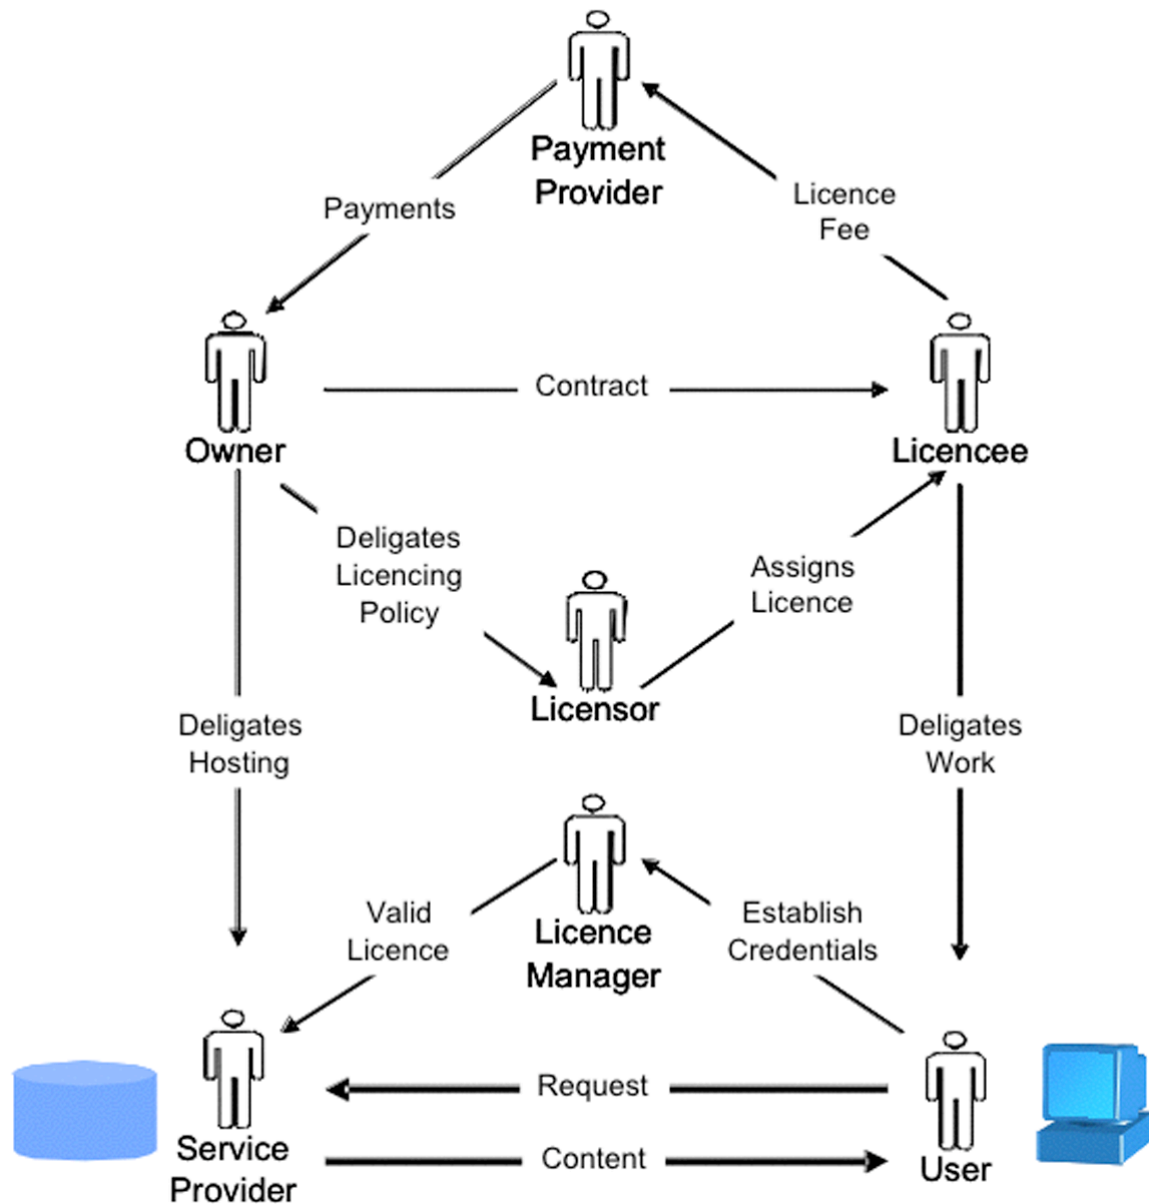 Payment
Provider
Payments
Licence
Fee
Owner
Contract
Licencee
Deligates
Licencing
Policy
Assigns
Licence
Licensor
Deligates
Hosting
Deligates
Work
Valid
Licence
Licence
Manager
Establish
Credentials
Request
Service
Provider
Content
User